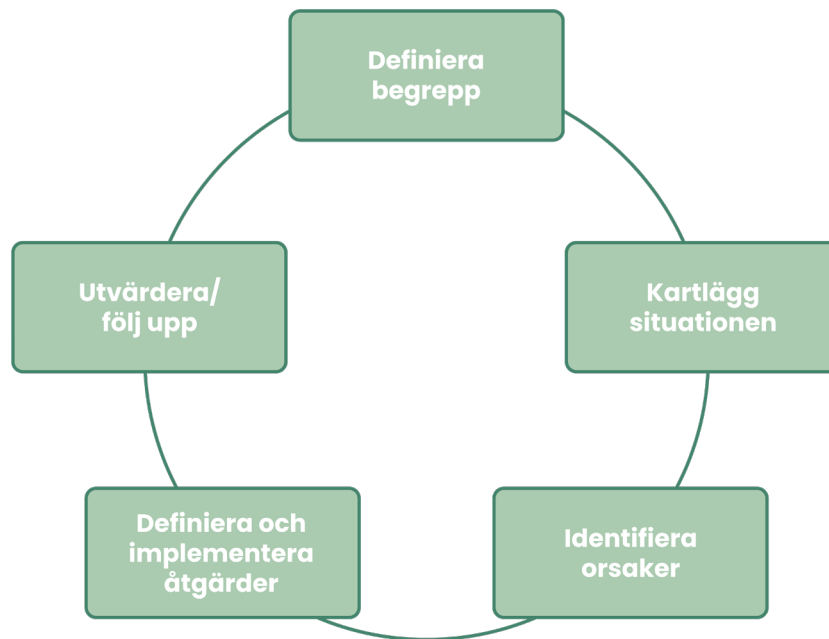 Definiera
begrepp
Kartlägg
situationen
Identifiera
orsaker
Definiera och
implementera
åtgärder
Utvärdera/
följ upp